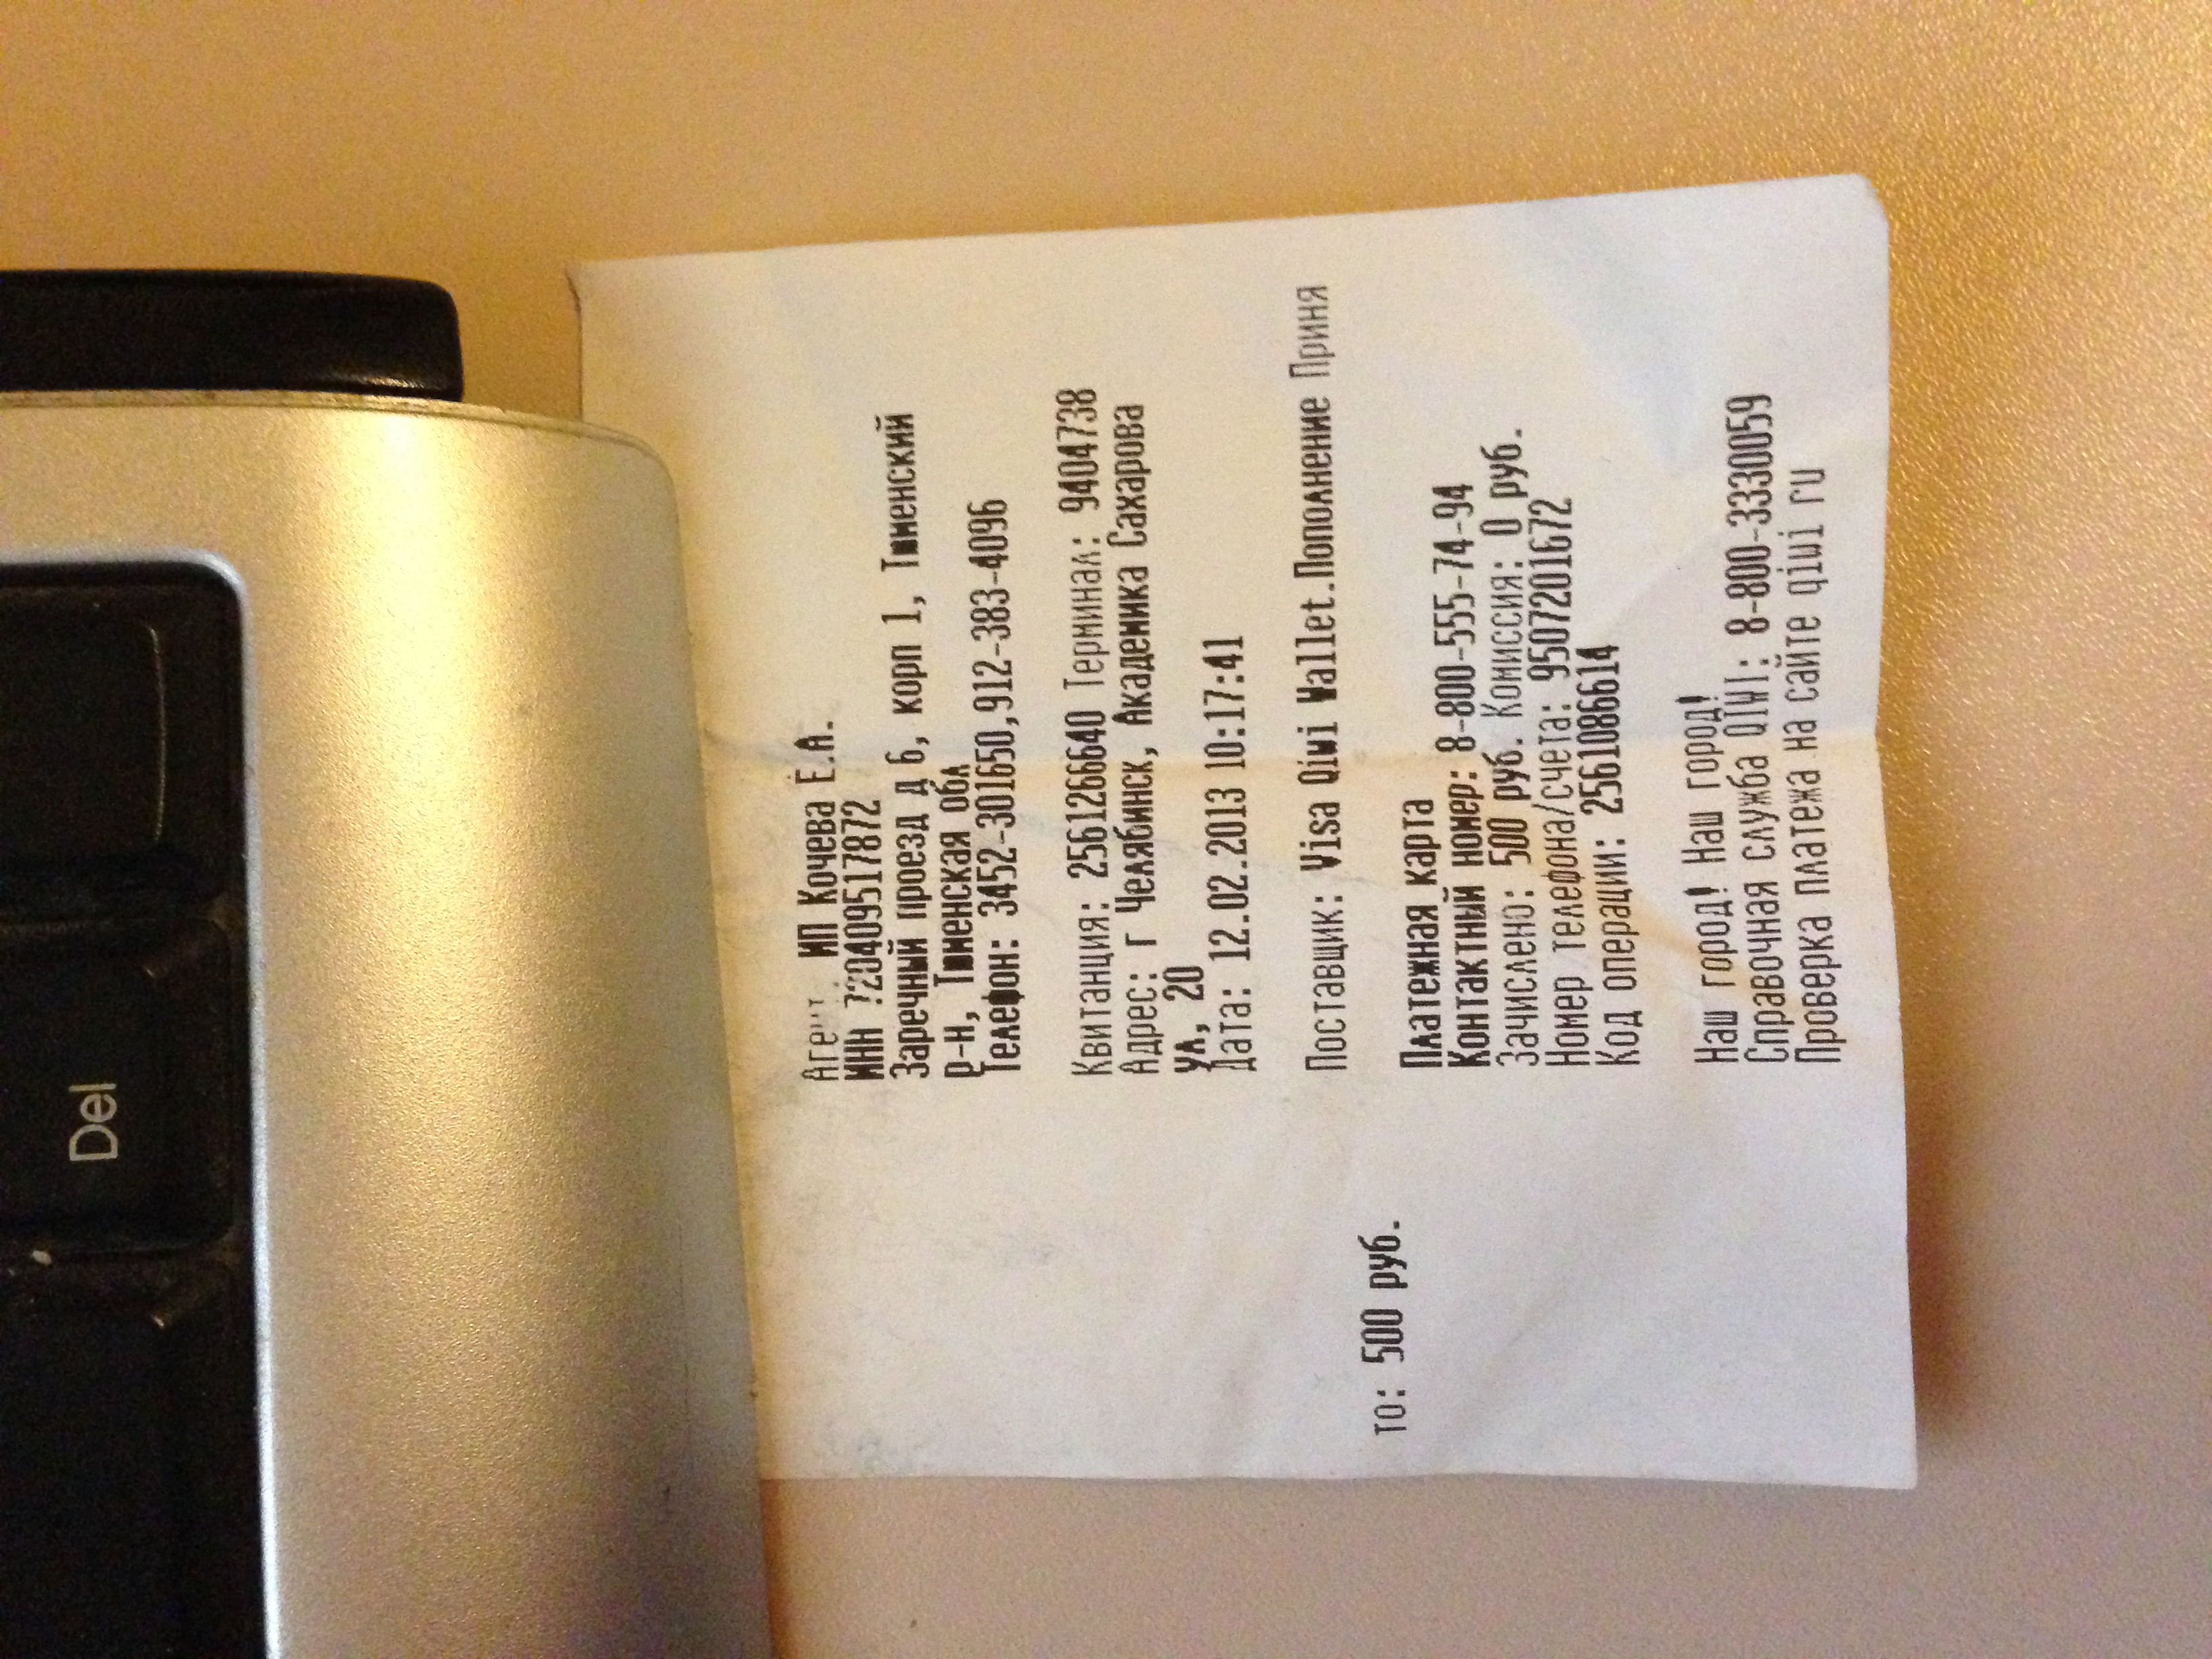 Агент: ИП Кочева Е.А.
ИНН 720409517872
Заречный проезд д 6, корп 1, Тюменский
р-н, Тюменская обл
Телефон: 3452-301650,912-383-4096
Квитанция: 256126640 Терминал: 9404738
Адрес: г Челябинск, Академика Сахарова
ул, 20
Дата: 12.02.2013 10:17:41
Поставщик: Visa Qiwi Wallet.Пополнение Приня
то: 500 руб.
Платежная карта
Контактный номер: 8-800-555-74-94
Зачислено: 500 руб. Комиссия: 0 руб.
Номер телефона/счета: 9507201672
Код операции: 2561086614
Наш город! Наш город!
Справочная служба QIWI: 8-800-3330059
Проверка платежа на сайте qiwi ru
Del